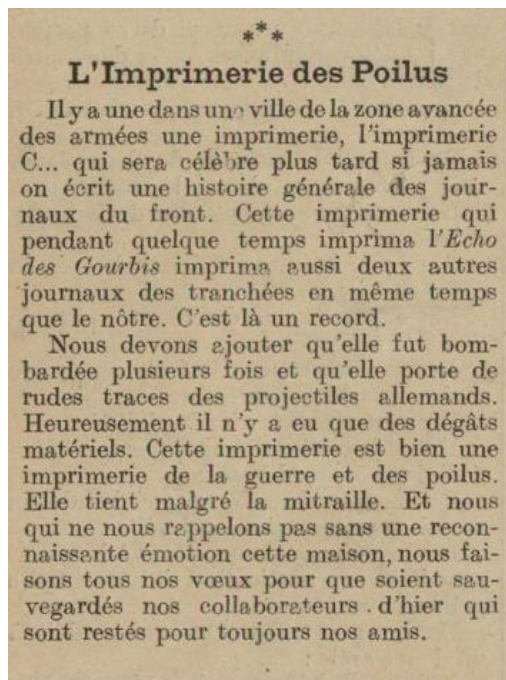 ***
L'Imprimerie des Poilus
Il y a une dans une ville de la zone avancée
des armées une imprimerie, l'imprimerie
C... qui sera célèbre plus tard si jamais
on écrit une histoire générale des jour-
naux du front. Cette imprimerie qui
pendant quelque temps imprima l'Echo
des Gourbis imprima aussi deux autres
journaux des tranchées en même temps
que le nôtre. C'est là un record.
Nous devons ajouter qu'elle fut bom-
bardée plusieurs fois et qu'elle porte de
rudes traces des projectiles allemands.
Heureusement il n'y a eu que des dégâts
matériels. Cette imprimerie est bien une
imprimerie de la guerre et des poilus.
Elle tient malgré la mitraille. Et nous
qui ne nous rappelons pas sans une recon-
naissante émotion cette maison, nous fai-
sons tous nos vœux pour que soient sau-
vegardés nos collaborateurs d'hier qui
sont restés pour toujours nos amis.